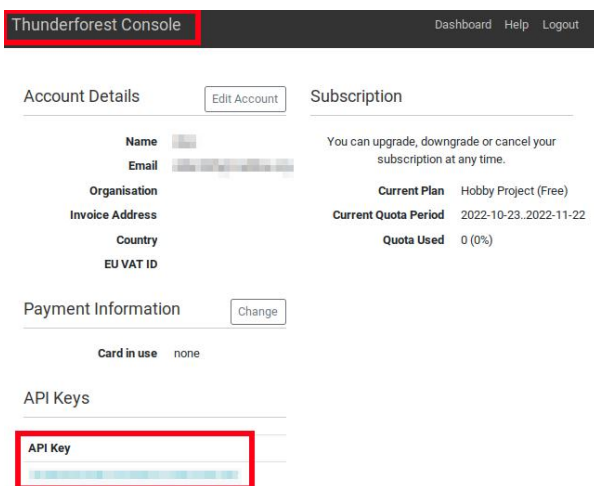 Thunderforest Console
Dashboard Help Logout
Account Details
Edit Account
Name
Email
Organisation
Invoice Address
Country
EU VAT ID
Payment Information
Change
Card in use none
API Keys
API Key
Subscription
You can upgrade, downgrade or cancel your
subscription at any time.
Current Plan Hobby Project (Free)
Current Quota Period 2022-10-23..2022-11-22
Quota Used 0 (0%)